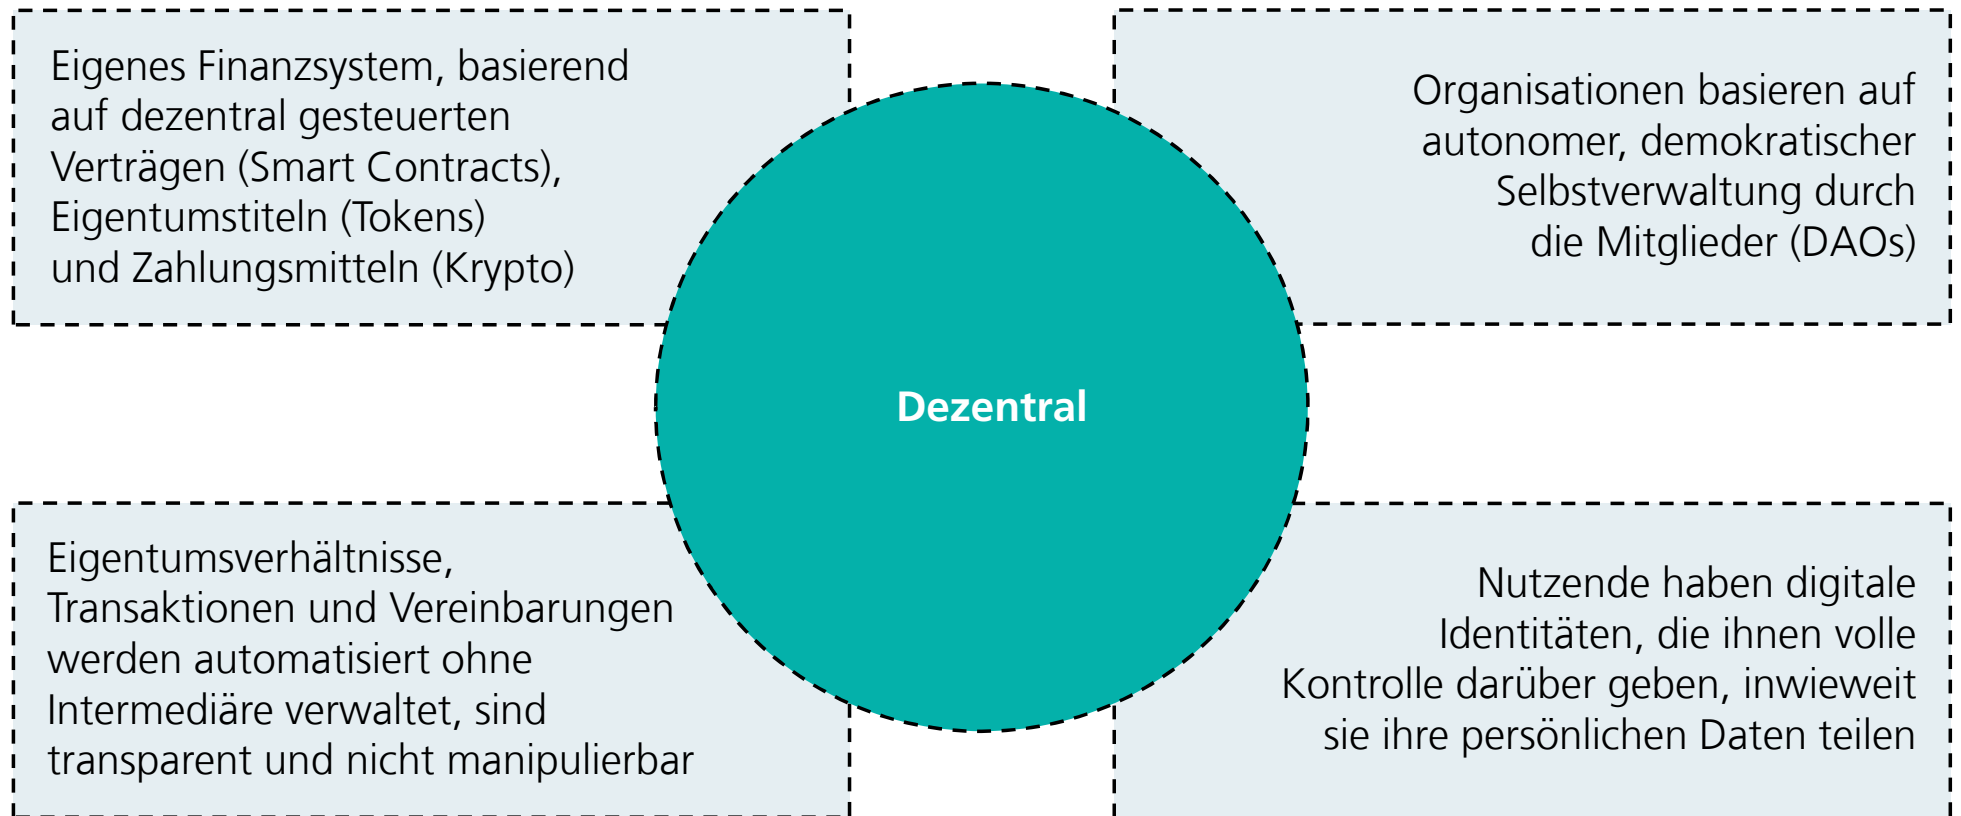 Eigenes Finanzsystem, basierend
auf dezentral gesteuerten
Verträgen (Smart Contracts),
Eigentumstiteln (Tokens)
und Zahlungsmitteln (Krypto)
Organisationen basieren auf
autonomer, demokratischer
Selbstverwaltung durch
die Mitglieder (DAOs)
Dezentral
Eigentumsverhältnisse,
Transaktionen und Vereinbarungen
werden automatisiert ohne
Intermediäre verwaltet, sind
transparent und nicht manipulierbar
Nutzende haben digitale
Identitäten, die ihnen volle
Kontrolle darüber geben, inwieweit
sie ihre persönlichen Daten teilen